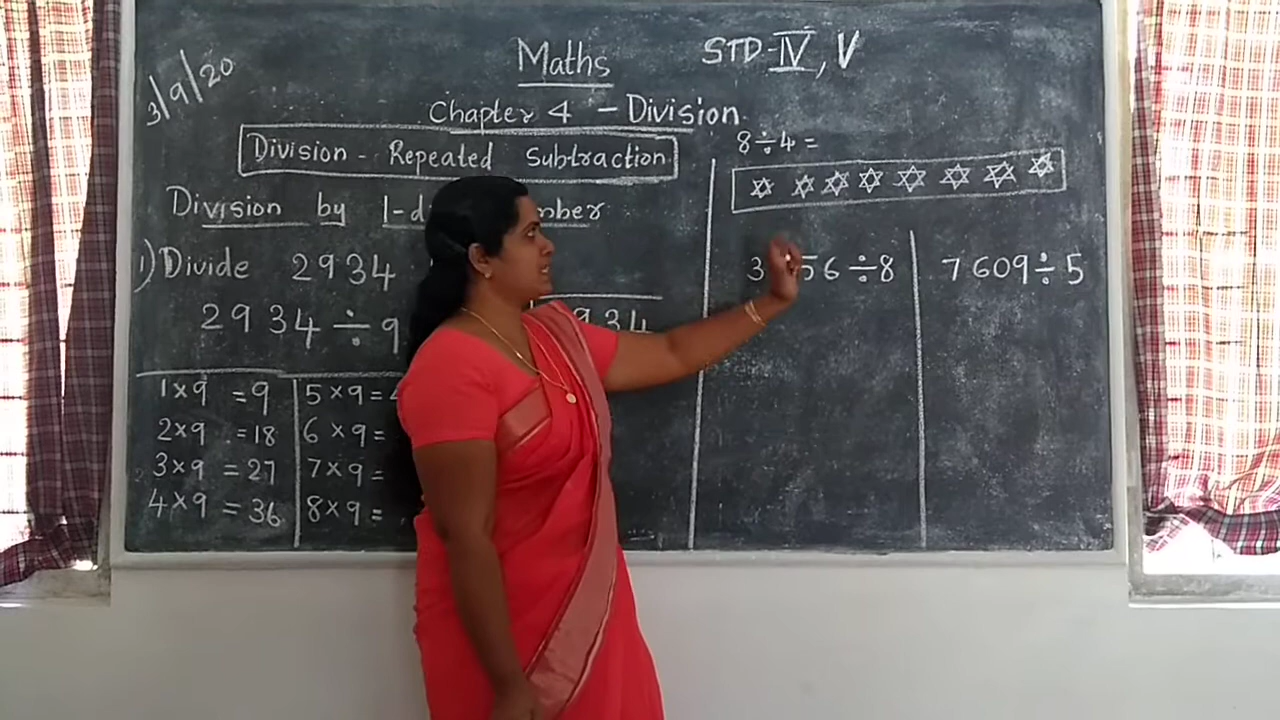 3/9/20
Maths STD-IV, V
Chapter 4 - Division
Division - Repeated Subtraction
8÷4=
Division by
1) Divide 2934
2934÷9
56÷8
7609÷5
1×9 =9
2×9 =18
3×9 =27
4×9 =36
5×9=
6×9=
7×9=
8×9=